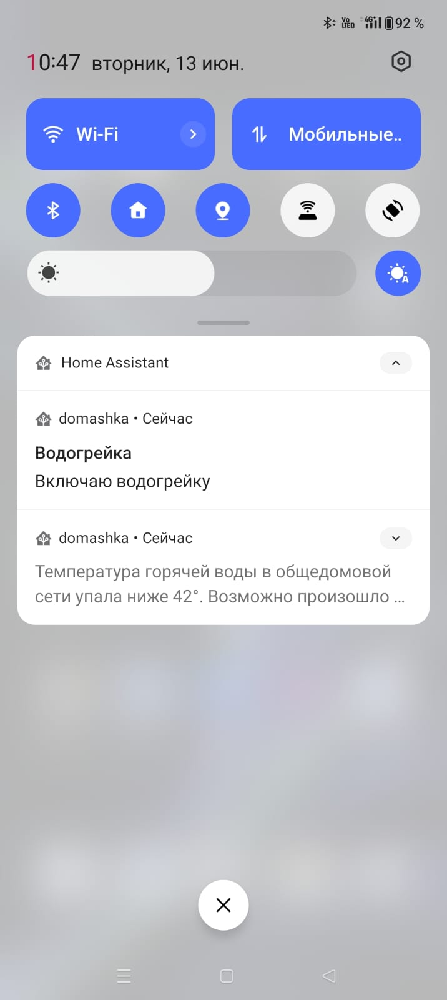 Vo
LTE D
4G+
92 %
10:47 вторник, 13 июн.
Wi-Fi
Мобильные..
A
Home Assistant
domashka • Сейчас
Водогрейка
Включаю водогрейку
domashka • Сейчас
Температура горячей воды в общедомовой
сети упала ниже 42°. Возможно произошло ...